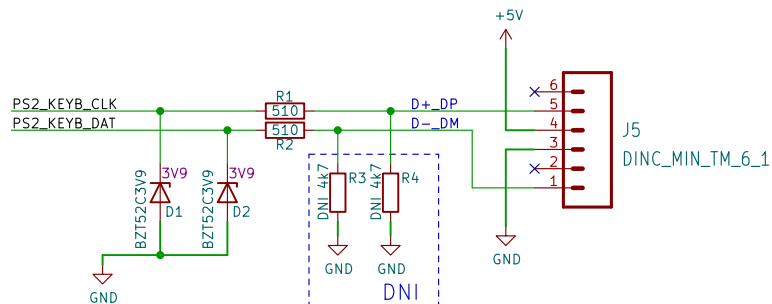 +5V
PS2_KEYB_CLK
R1
510
D+_DP
6
5
PS2_KEYB_DAT
510
R2
D-_DM
4
J5
3
DINC_MIN_TM_6_1
2
1
BZT52C3V9
3V9
D1
BZT52C3V9
3V9
D2
DNI 4k7
R3
DNI 4k7
R4
GND
GND
GND
GND
DNI